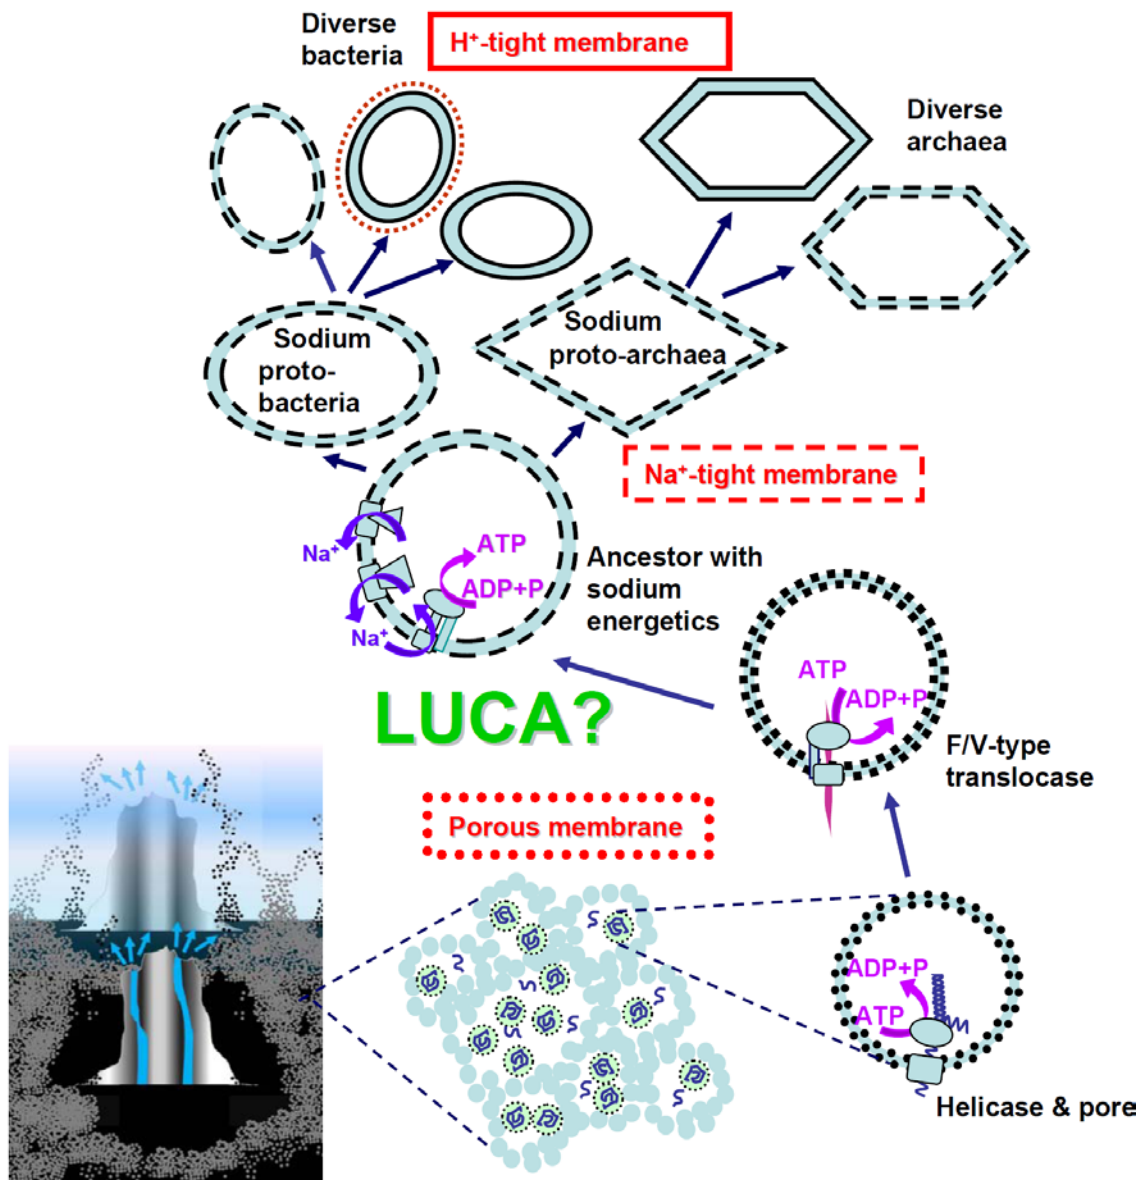 Diverse
bacteria
H⁺-tight membrane
Diverse
archaea
Sodium
proto-
bacteria
Sodium
proto-archaea
Na⁺-tight membrane
Na⁺
Na⁺
ATP
ADP+P
Ancestor with
sodium
energetics
ATP
ADP+P
F/V-type
translocase
LUCA?
Porous membrane
ADP+P
ATP
Helicase & pore